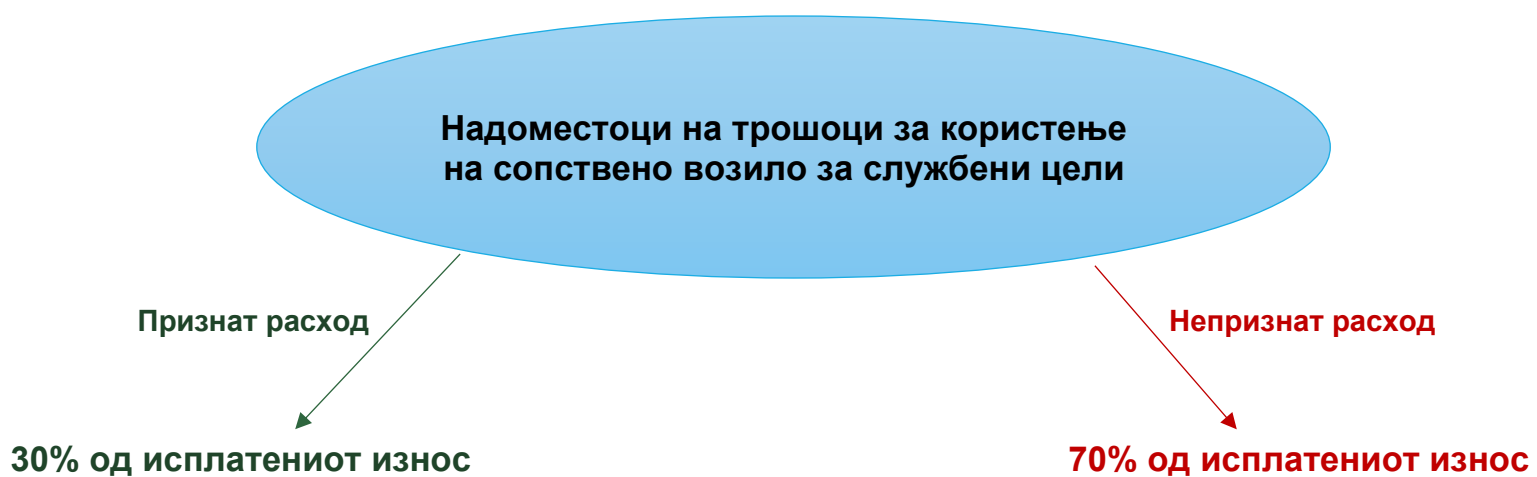 Надоместоци на трошоци за користење
на сопствено возило за службени цели
Признат расход
Непризнат расход
30% од исплатениот износ
70% од исплатениот износ